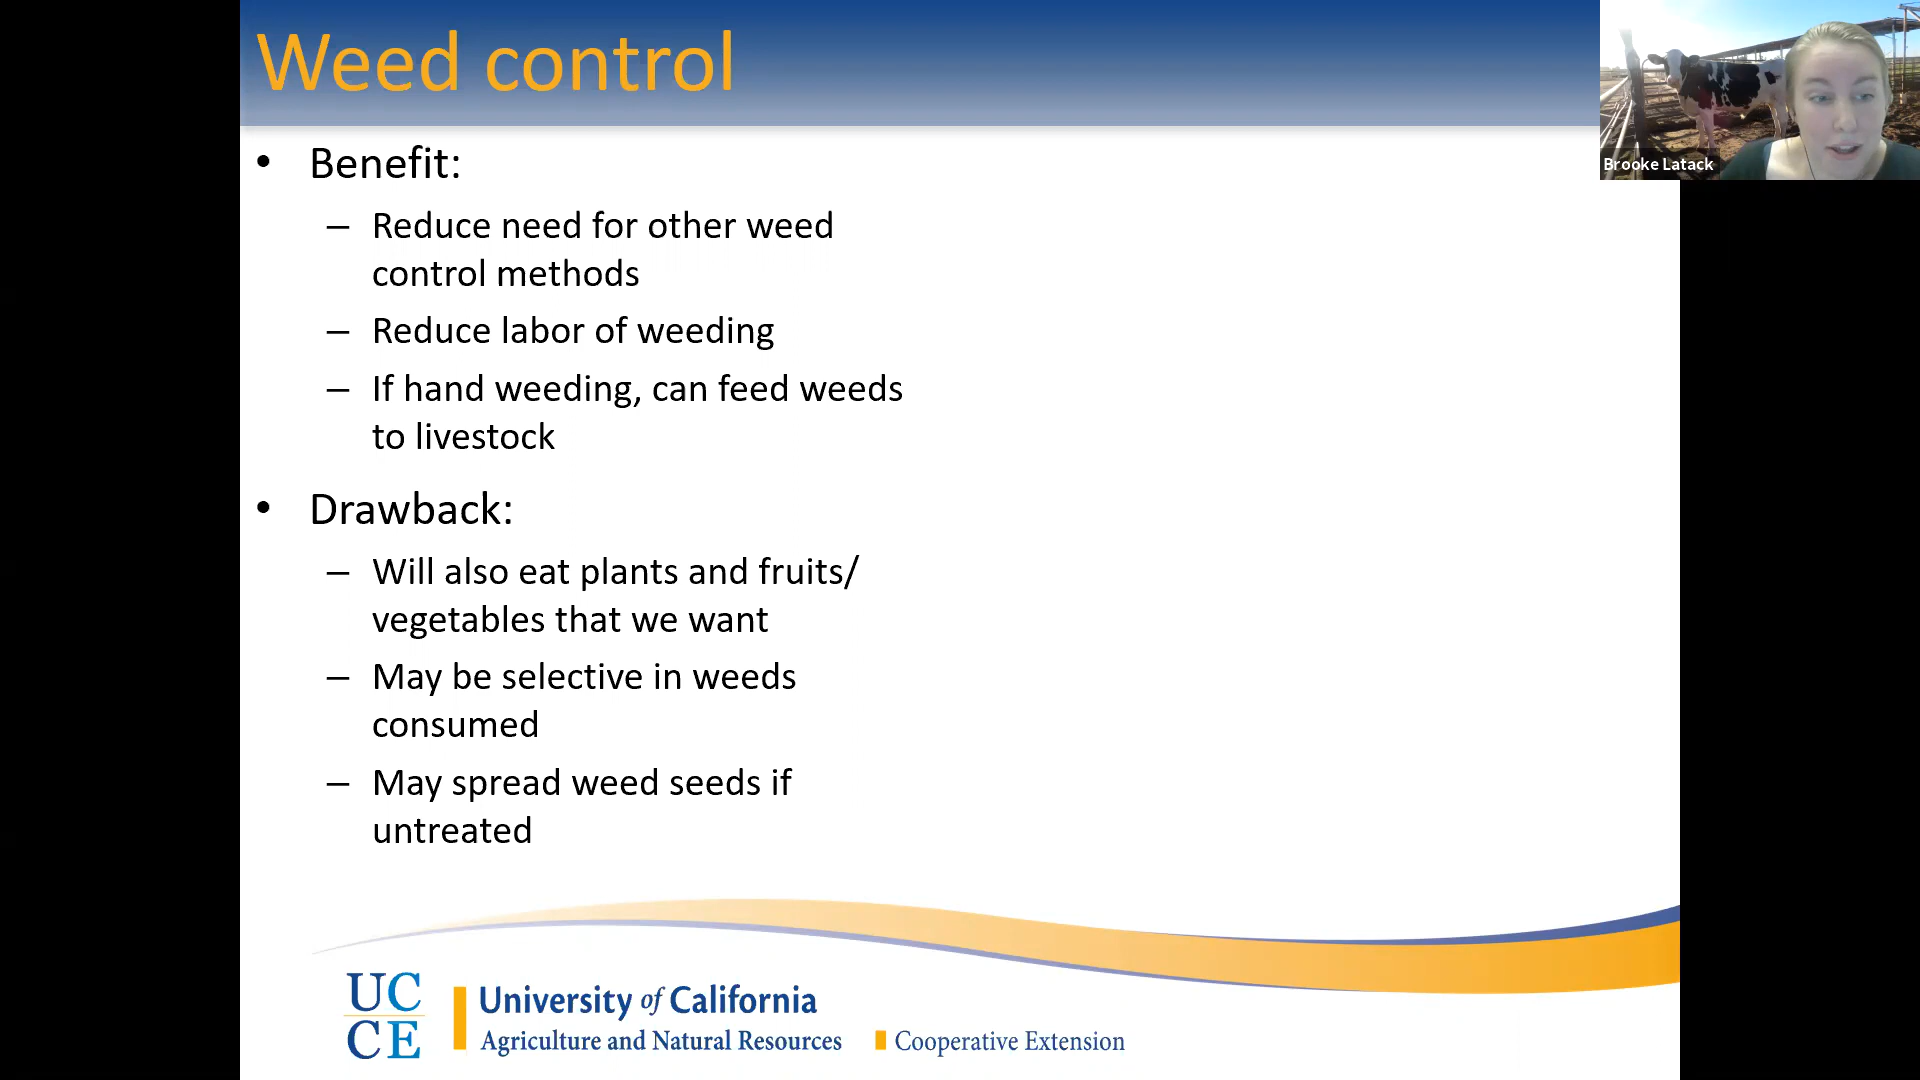 Weed control
Brooke Latack
• Benefit:
– Reduce need for other weed
control methods
– Reduce labor of weeding
– If hand weeding, can feed weeds
to livestock
• Drawback:
– Will also eat plants and fruits/
vegetables that we want
– May be selective in weeds
consumed
– May spread weed seeds if
untreated
UC
CE
University of California
Agriculture and Natural Resources
Cooperative Extension